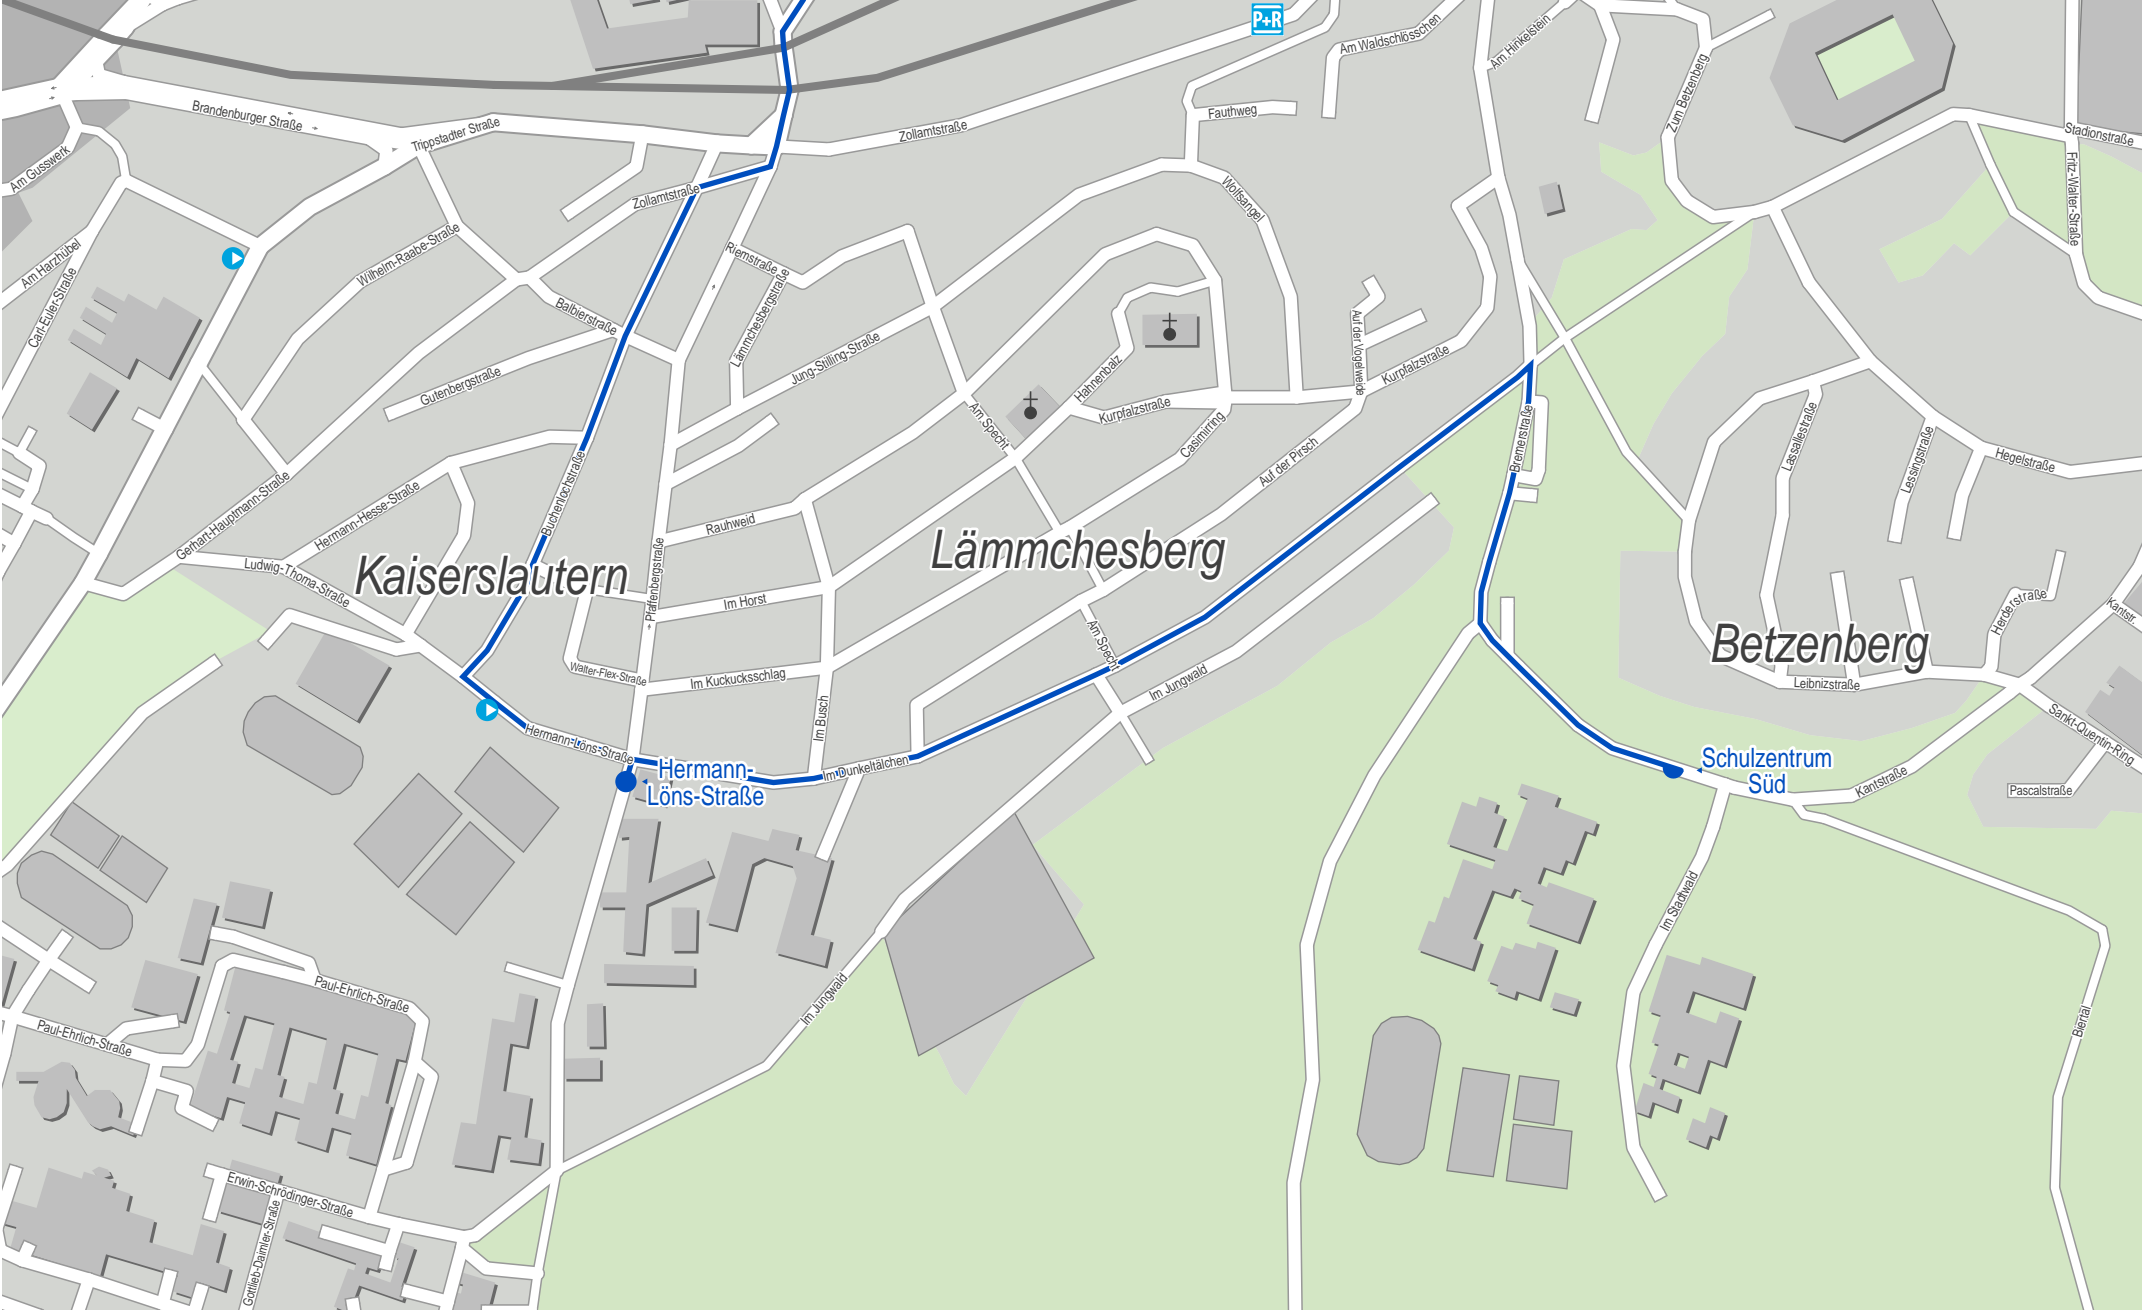 P+R
Am Waldschlösschen
Am Hinkelstein
Zum Betzenberg
Brandenburger Straße
Trippstadter Straße
Zollamtstraße
Fauthweg
Stadionstraße
Am Gusswerk
Fritz-Walter-Straße
Zollamtstraße
Wolfsangel
Wilhelm-Raabe-Straße
Riemstraße
Am Harzhübel
Carl-Euler-Straße
Balbierstraße
Lämmchesbergstraße
Jung-Stilling-Straße
Auf der Vogelweide
Kurpfalzstraße
Gutenbergstraße
Hahnenbalz
Kurpfalzstraße
Am Specht
Casimirring
Bremerstraße
Lassallestraße
Lessingstraße
Hegelstraße
Auf der Pirsch
Buchenlochstraße
Gerhart-Hauptmann-Straße
Hermann-Hesse-Straße
Rauhweid
Lämmchesberg
Kaiserslautern
Ludwig-Thoma-Straße
Pfaffenbergstraße
Im Horst
Am Specht
Herderstraße
Kantstr.
Betzenberg
Walter-Flex-Straße
Im Kuckucksschlag
Im Jungwald
Leibnizstraße
Im Busch
Sankt-Quentin-Ring
Hermann-Löns-Straße
Im Dunkeltälchen
Hermann-
Löns-Straße
Schulzentrum
Süd
Kantstraße
Pascalstraße
Im Stadtwald
Paul-Ehrlich-Straße
Im Jungwald
Paul-Ehrlich-Straße
Biertal
Erwin-Schrödinger-Straße
Gottlieb-Daimler-Straße